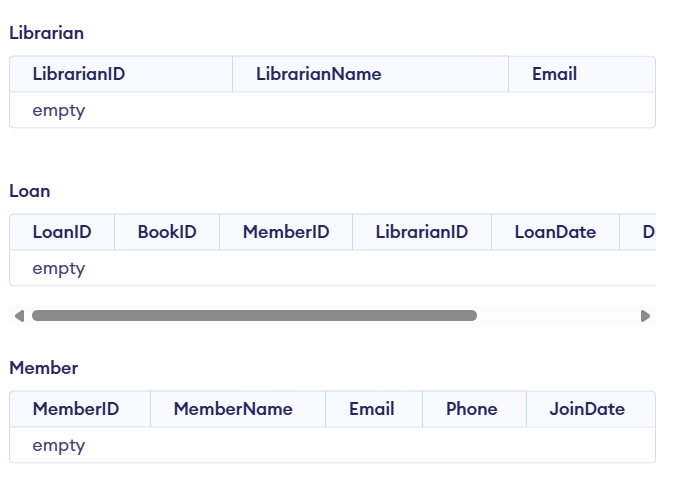 Librarian
LibrarianID LibrarianName Email
empty
Loan
LoanID BookID MemberID LibrarianID LoanDate D
empty
Member
MemberID MemberName Email Phone JoinDate
empty